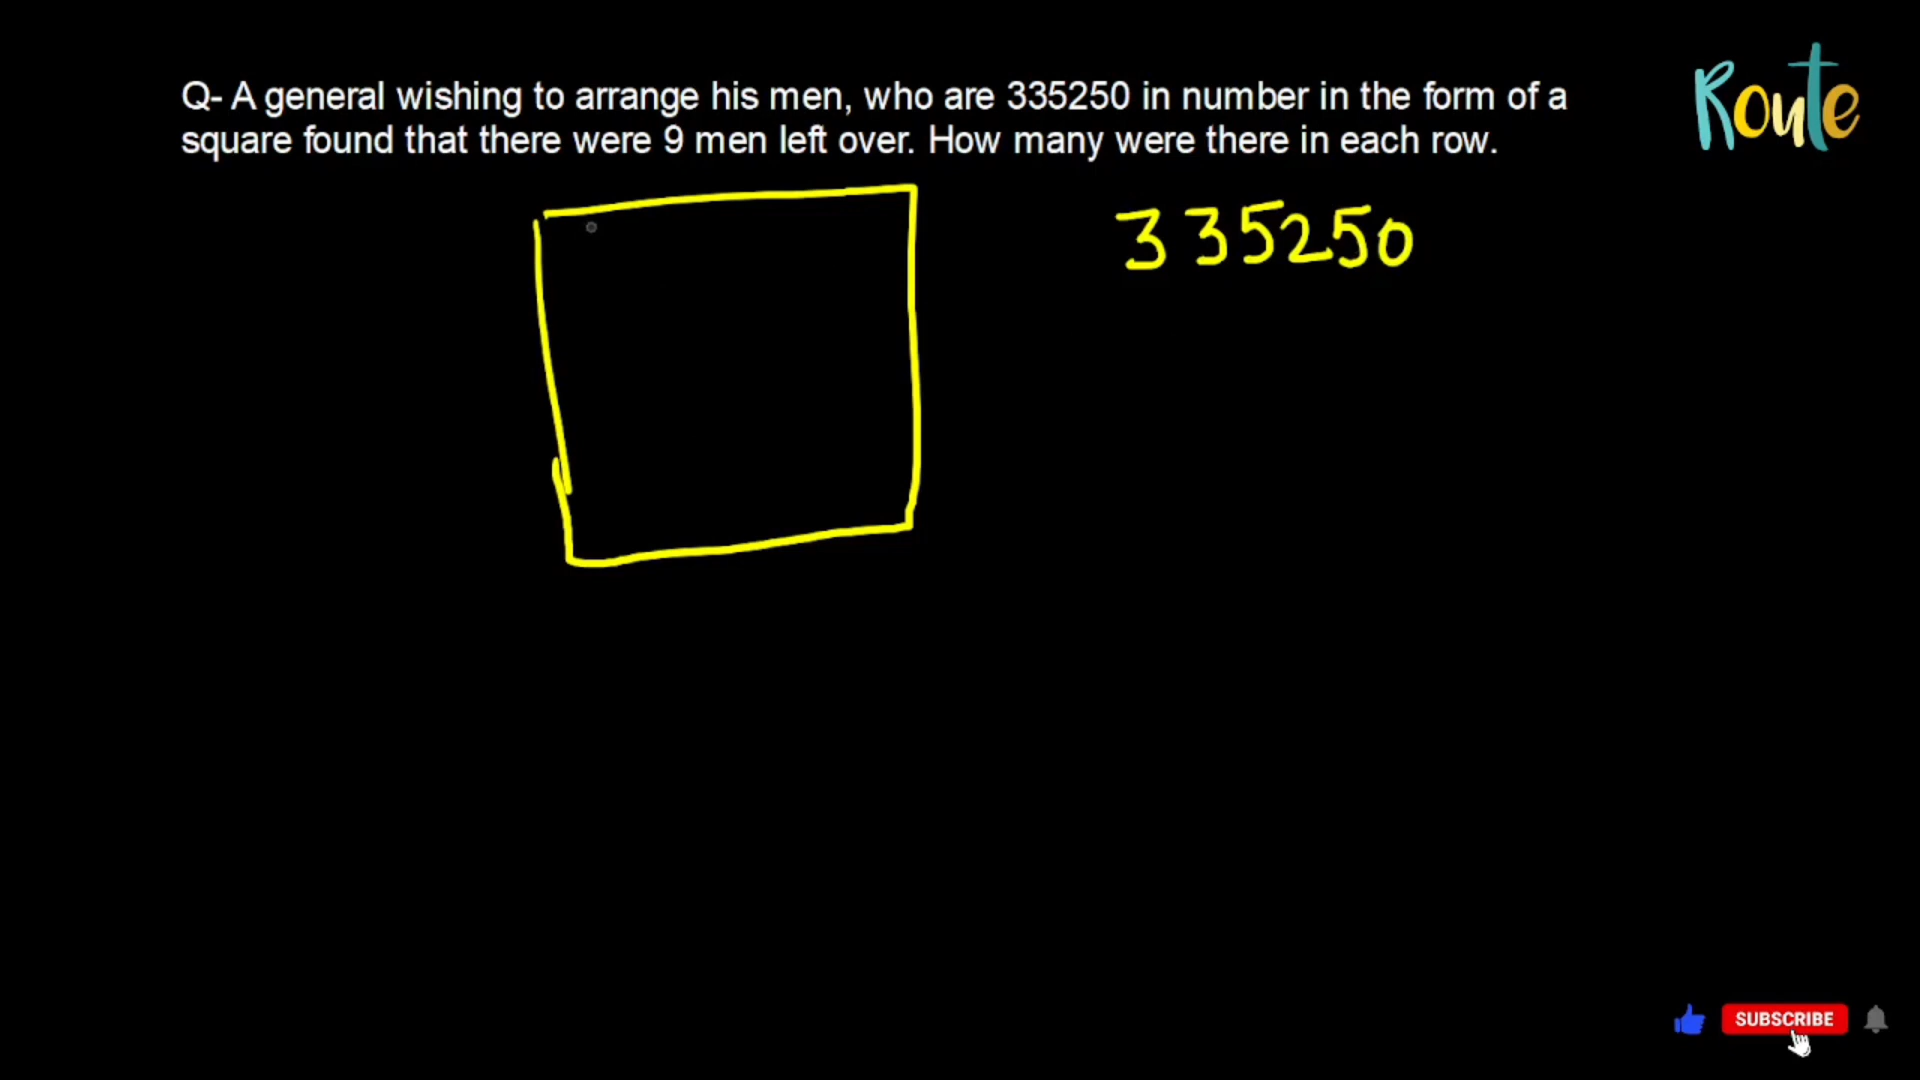 Q- A general wishing to arrange his men, who are 335250 in number in the form of a
square found that there were 9 men left over. How many were there in each row.
Route
335250
SUBSCRIBE